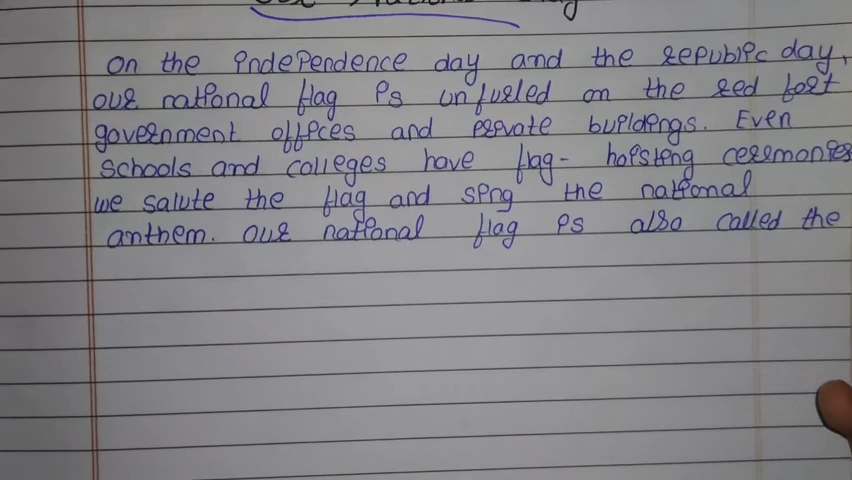 on the independence day and the republic day,
our national flag is unfurled on the red fort
government offices and private buildings. Even
schools and colleges have flag-hoisting ceremonies
we salute the flag and sing the national
anthem. our national flag is also called the